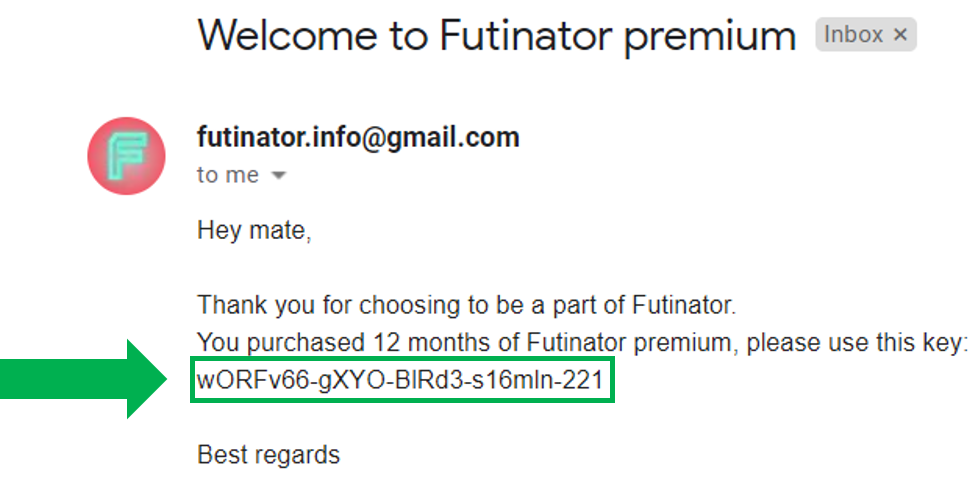 Welcome to Futinator premium Inbox ×
F
futinator.info@gmail.com
to me
Hey mate,
Thank you for choosing to be a part of Futinator.
You purchased 12 months of Futinator premium, please use this key:
wORFv66-gXYO-BlRd3-s16mln-221
Best regards